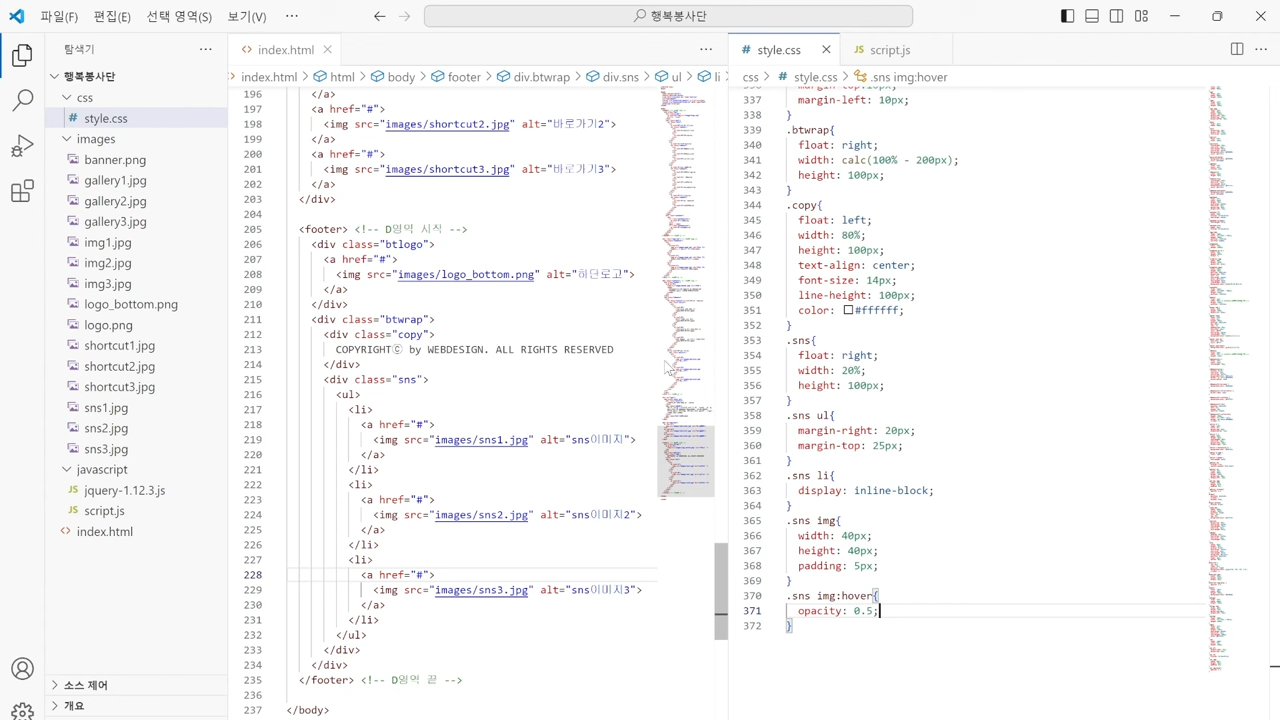 파일(F) 편집(E) 선택 영역(S) 보기(V) ··· 행복봉사단
탐색기
행복봉사단
css
style.css
images
banner.png
gallery1.jpg
gallery2.jpg
gallery3.jpg
img1.jpg
img2.jpg
img3.jpg
logo_bottom.png
logo.png
shortcut1.jpg
shortcut2.jpg
shortcut3.jpg
sns1.jpg
sns2.jpg
sns3.jpg
javascript
jquery-1.12.3.js
script.js
index.html
개요
index.html
index.html > html > body > footer > div.btwrap > div.sns > ul > li
196 </a>
197 <a href="#">
198 <img src="images/shortcut2.jpg" alt="바로가기2">
199 </a>
200 <a href="#">
201 <img src="images/shortcut3.jpg" alt="바로가기3">
202 </a>
203 </div>
204
205 <footer><!-- D영역 시작 -->
206 <div class="btlogo">
207 <a href="#">
208 <img src="images/logo_bottom.png" alt="하단로고">
209 </a>
210 </div>
211 <div class="btwrap">
212 <div class="copy">
213
214 </div>
215 <div class="sns">
216 <ul>
217 <li>
218 <a href="#">
219 <img src="images/sns1.jpg" alt="sns이미지">
220 </a>
221 </li>
222 <li>
223 <a href="#">
224 <img src="images/sns2.jpg" alt="sns이미지2">
225 </a>
226 </li>
227 <li>
228 <a href="#">
229 <img src="images/sns3.jpg" alt="sns이미지3">
230 </a>
231 </li>
232 </ul>
233 </div>
234 </div>
235 </footer> <!-- D영역 끝 -->
236
237 </body>
style.css
script.js
css > style.css > .sns img:hover
337 margin-left: 10px;
338 }
339 .btwrap{
340 float: right;
341 width: calc(100% - 200px);
342 height: 100px;
343 }
344 .copy{
345 float: left;
346 width: 80%;
347 height: 100px;
348 text-align: center;
349 font-size: 14px;
350 line-height: 100px;
351 color: #ffffff;
352 }
353 .sns{
354 float: right;
355 width: 20%;
356 height: 100px;
357 }
358 .sns ul{
359 margin-right: 20px;
360 margin-top: 25px;
361 }
362 .sns li{
363 display: inline-block;
364 }
365 .sns img{
366 width: 40px;
367 height: 40px;
368 padding: 5px;
369 }
370 .sns img:hover{
371 opacity: 0.5;
372 }